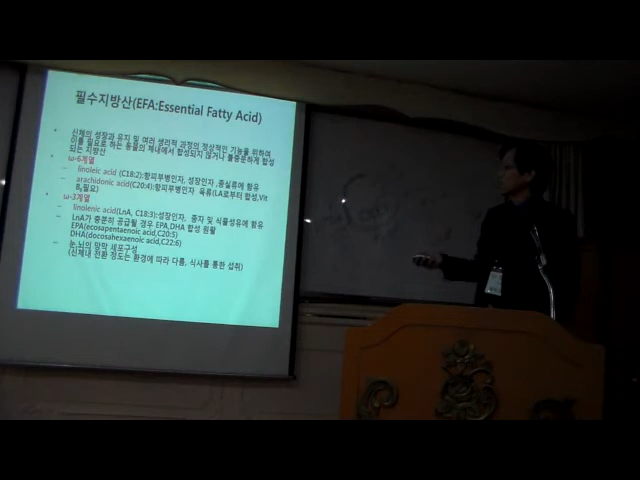 필수지방산(EFA:Essential Fatty Acid)
신체의 성장과 유지 및 여러 생리적 과정의 정상적인 기능을 위하여
이를 필요로 하는 동물의 체내에서 합성되지 않거나 불충분하게 합성
되는 지방산
ω-6계열
linoleic acid (C18:2):항피부병인자, 성장인자 ,종실류에 함유
arachidonic acid(C20:4):항피부병인자 육류(LA로부터 합성,Vit
B6필요)
ω-3계열
linolenic acid(LnA, C18:3):성장인자, 종자 및 식물성유에 함유
LnA가 충분히 공급될 경우 EPA,DHA 합성 원활
EPA(ecosapentaenoic acid,C20:5)
DHA(docosahexaenoic acid,C22:6)
눈,뇌의 망막 세포구성
(신체내 전환 정도는 환경에 따라 다름, 식사를 통한 섭취)